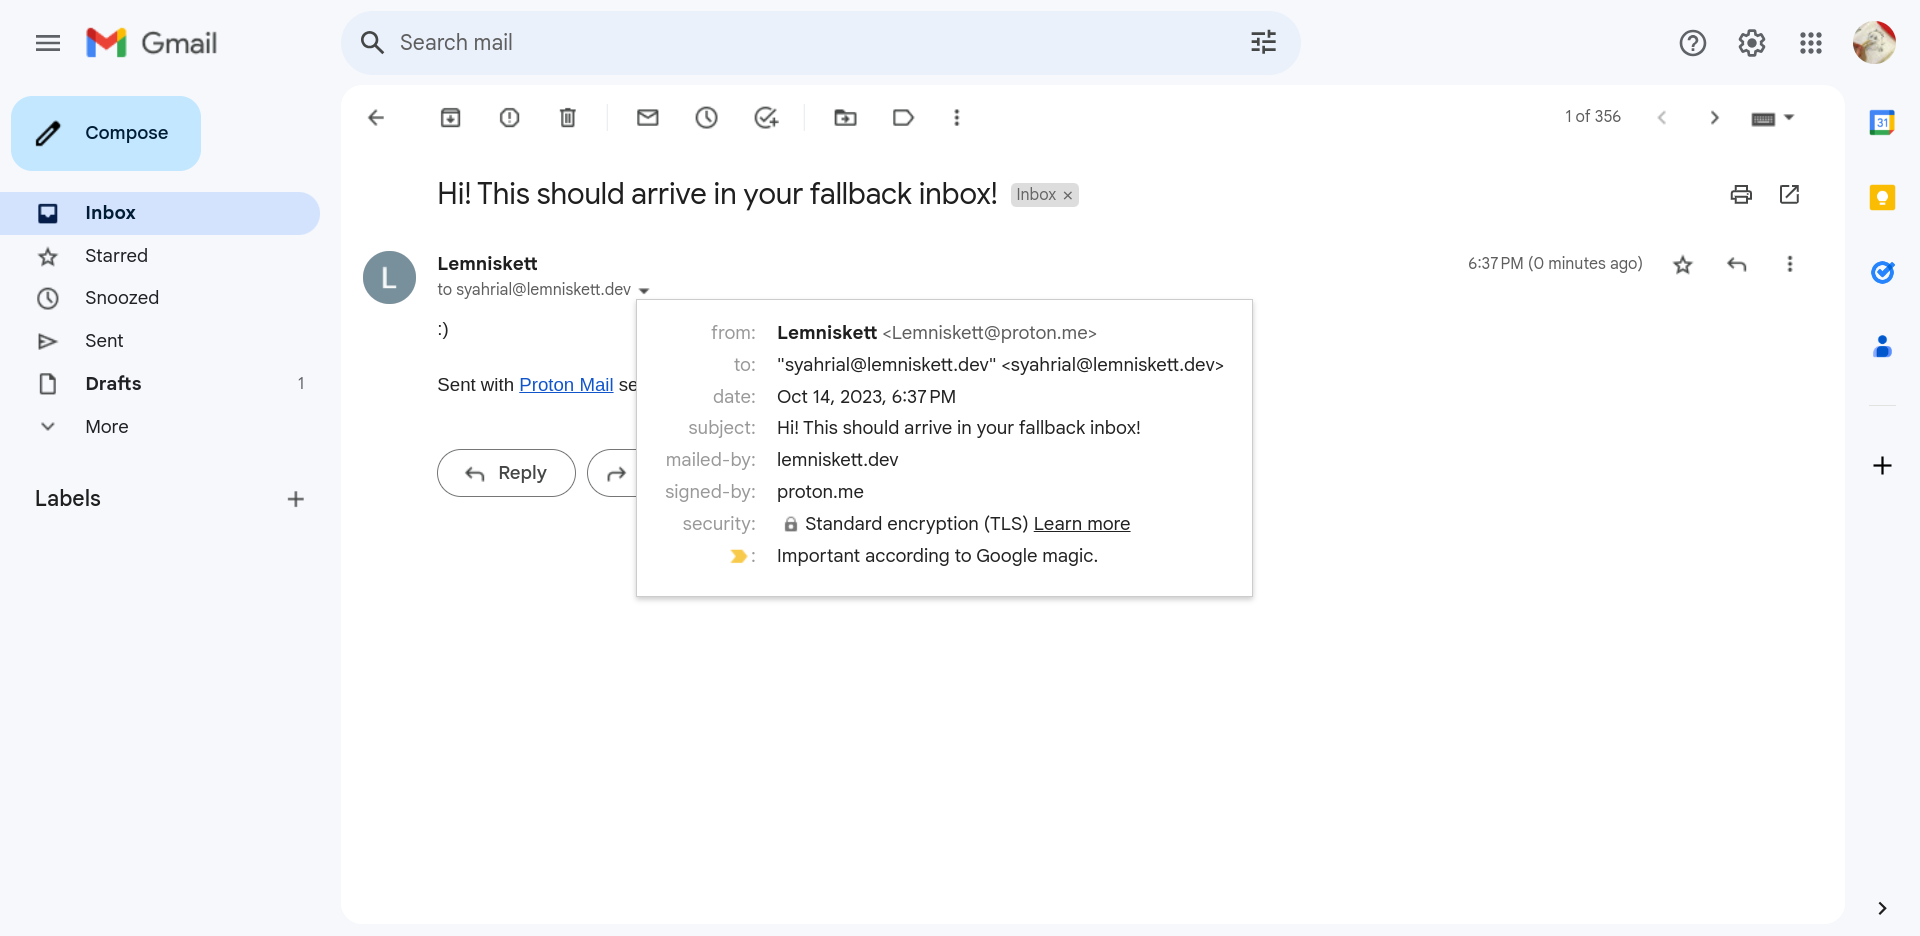 Gmail
Search mail
Compose
Inbox
Starred
Snoozed
Sent
Drafts 1
More
Labels
1 of 356
Hi! This should arrive in your fallback inbox! Inbox ×
L
Lemniskett
6:37 PM (0 minutes ago)
to syahrial@lemniskett.dev
:)
Sent with Proton Mail se
Reply
from: Lemniskett <Lemniskett@proton.me>
to: "syahrial@lemniskett.dev" <syahrial@lemniskett.dev>
date: Oct 14, 2023, 6:37 PM
subject: Hi! This should arrive in your fallback inbox!
mailed-by: lemniskett.dev
signed-by: proton.me
security: Standard encryption (TLS) Learn more
: Important according to Google magic.
31